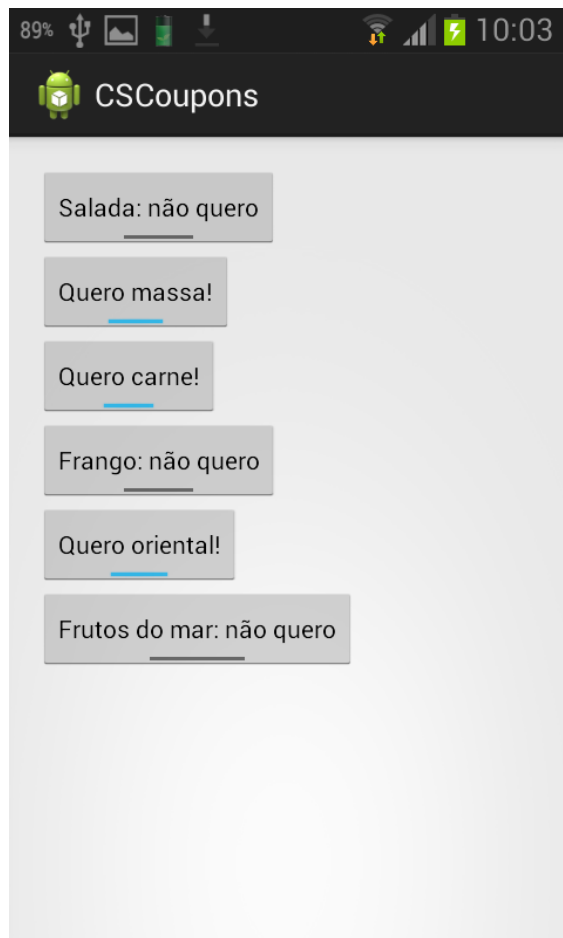 89% 10:03
CSCoupons
Salada: não quero
Quero massa!
Quero carne!
Frango: não quero
Quero oriental!
Frutos do mar: não quero